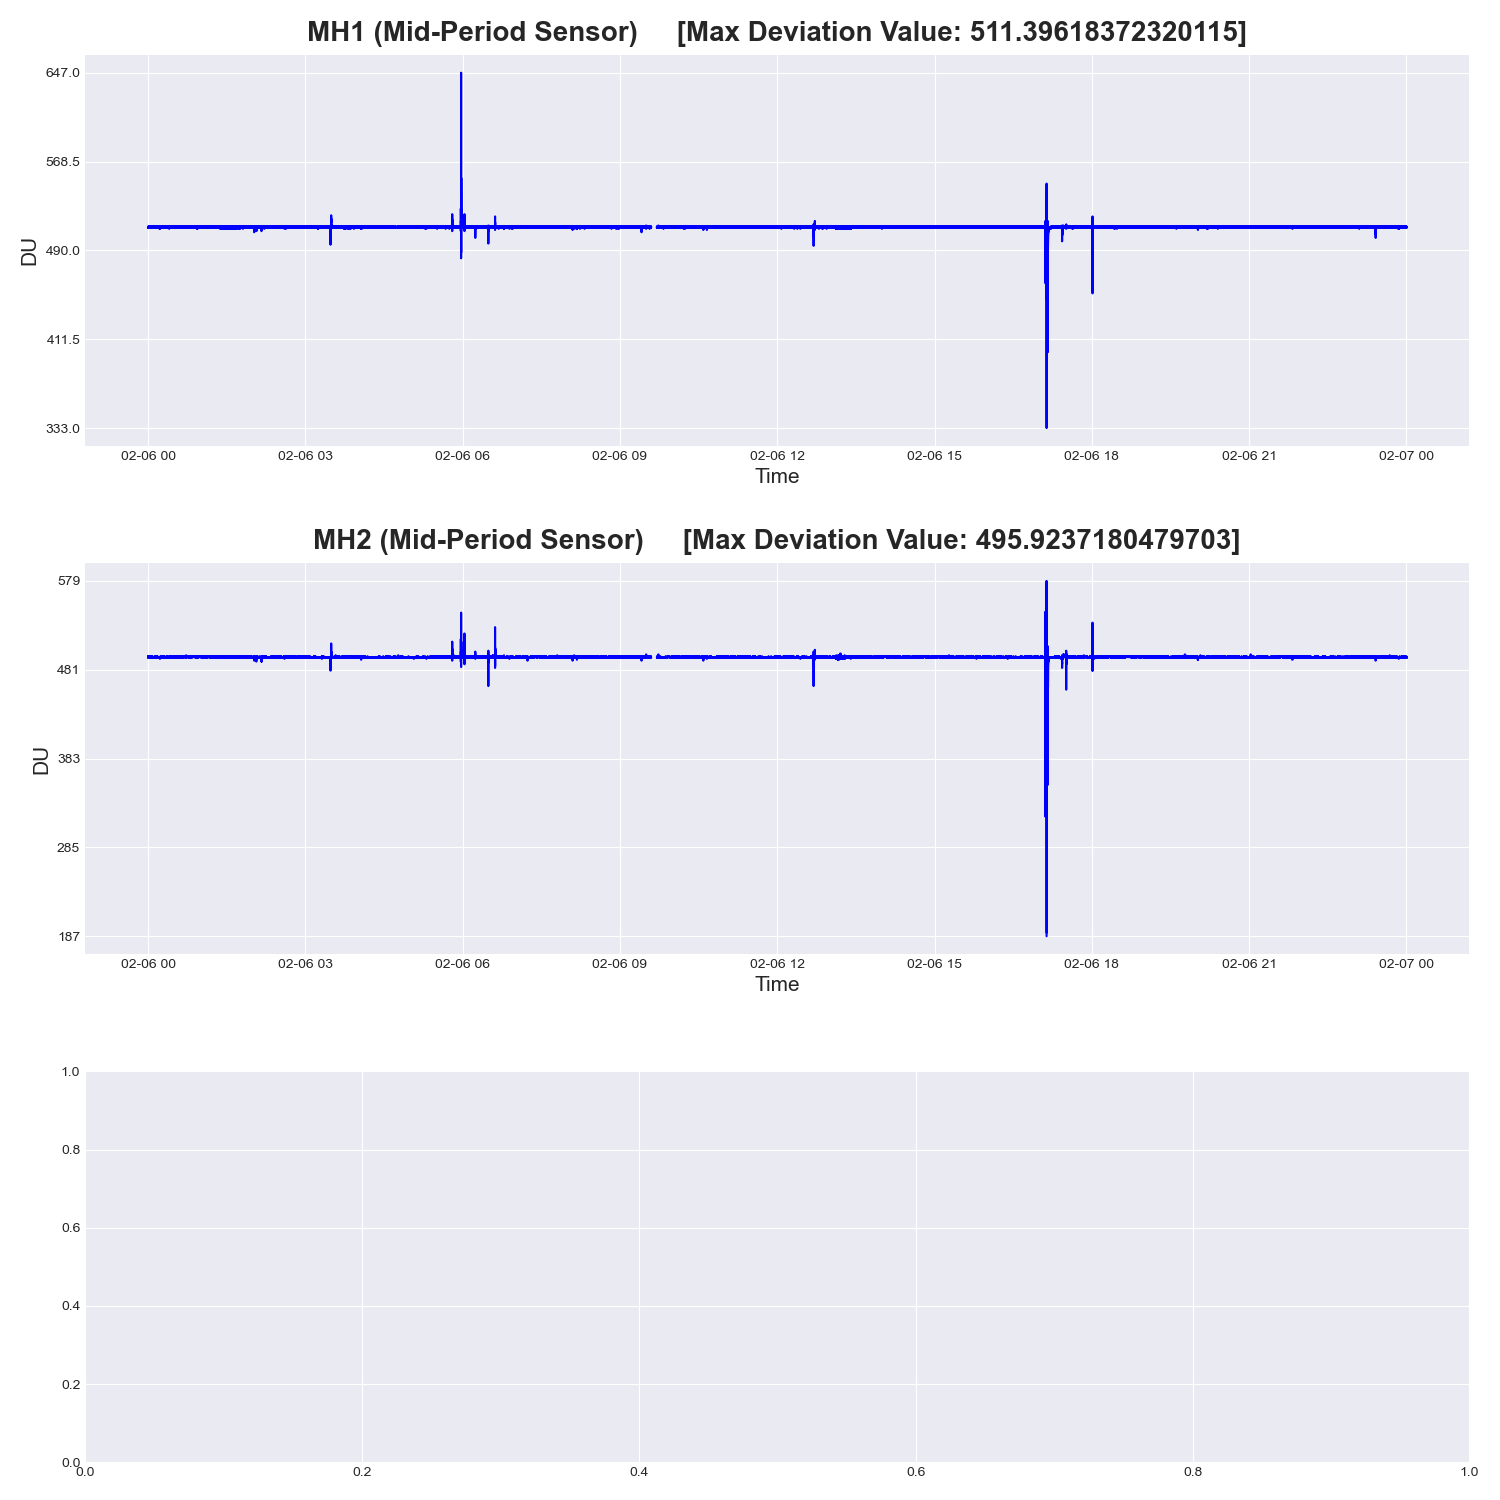 MH1 (Mid-Period Sensor) [Max Deviation Value: 511.39618372320115]
647.0
568.5
490.0
411.5
333.0
DU
02-06 00 02-06 03 02-06 06 02-06 09 02-06 12 02-06 15 02-06 18 02-06 21 02-07 00
Time
MH2 (Mid-Period Sensor) [Max Deviation Value: 495.9237180479703]
579
481
383
285
187
DU
02-06 00 02-06 03 02-06 06 02-06 09 02-06 12 02-06 15 02-06 18 02-06 21 02-07 00
Time
1.0
0.8
0.6
0.4
0.2
0.0
0.0 0.2 0.4 0.6 0.8 1.0